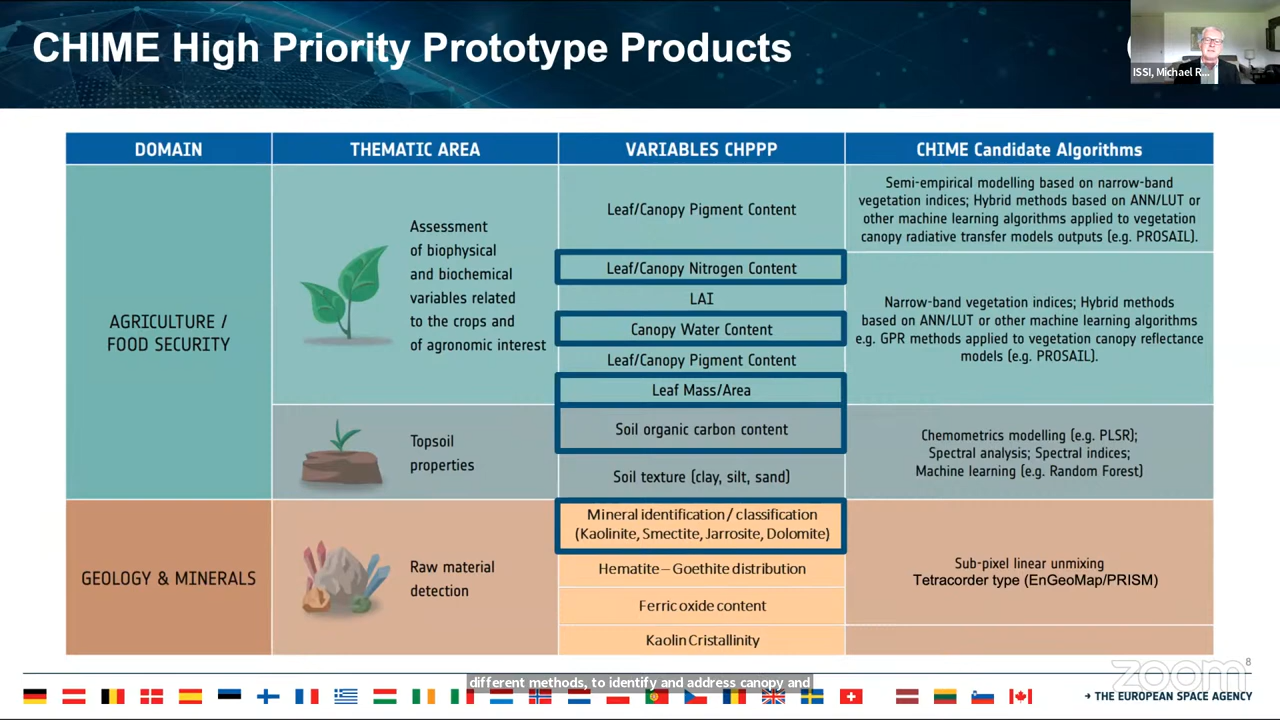 CHIME High Priority Prototype Products
ISSI, Michael R...
DOMAIN
THEMATIC AREA
VARIABLES CHPPP
CHIME Candidate Algorithms
AGRICULTURE /
FOOD SECURITY
Assessment
of biophysical
and biochemical
variables related
to the crops and
of agronomic interest
Leaf/Canopy Pigment Content
Leaf/Canopy Nitrogen Content
LAI
Canopy Water Content
Leaf/Canopy Pigment Content
Leaf Mass/Area
Semi-empirical modelling based on narrow-band
vegetation indices; Hybrid methods based on ANN/LUT or
other machine learning algorithms applied to vegetation
canopy radiative transfer models outputs (e.g. PROSAIL).
Narrow-band vegetation indices; Hybrid methods
based on ANN/LUT or other machine learning algorithms
e.g. GPR methods applied to vegetation canopy reflectance
models (e.g. PROSAIL).
Topsoil
properties
Soil organic carbon content
Soil texture (clay, silt, sand)
Chemometrics modelling (e.g. PLSR);
Spectral analysis; Spectral indices;
Machine learning (e.g. Random Forest)
GEOLOGY & MINERALS
Raw material
detection
Mineral identification / classification
(Kaolinite, Smectite, Jarrosite, Dolomite)
Hematite – Goethite distribution
Ferric oxide content
Kaolin Cristallinity
Sub-pixel linear unmixing
Tetracorder type (EnGeoMap/PRISM)
8
zoom
different methods, to identify and address canopy and
→ THE EUROPEAN SPACE AGENCY